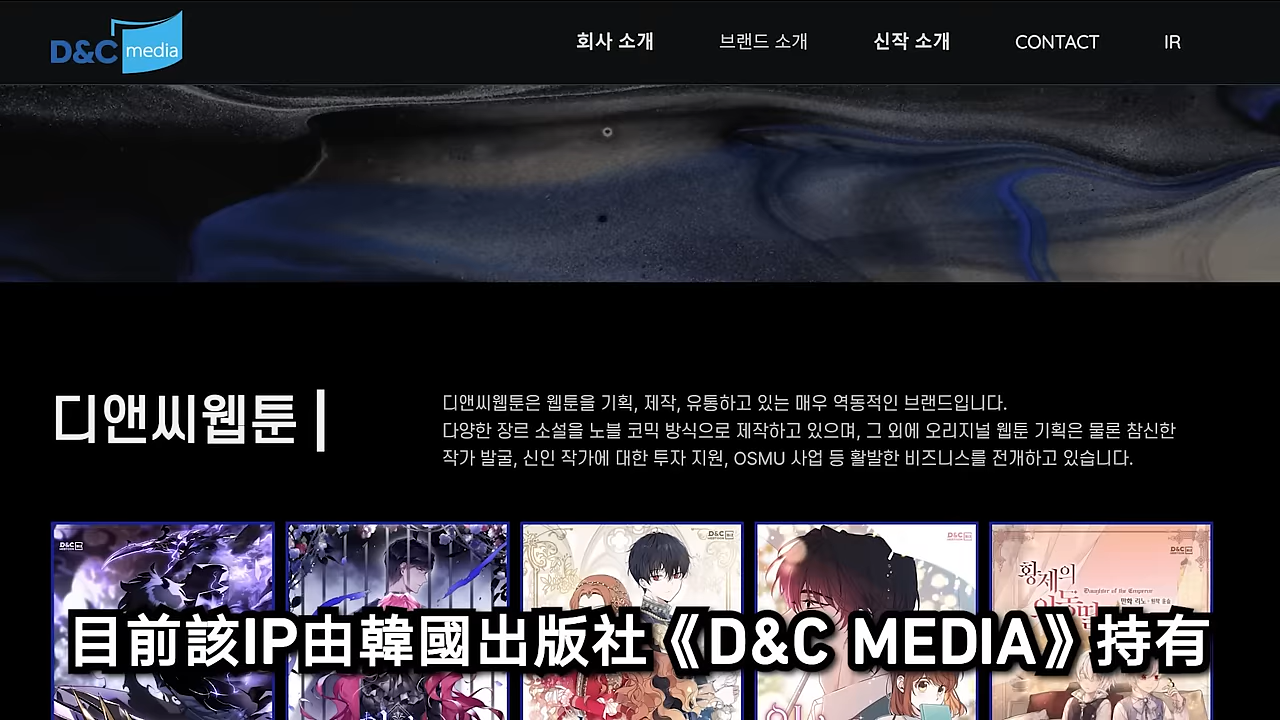 D&C media
회사 소개
브랜드 소개
신작 소개
CONTACT
IR
디앤씨웹툰
디앤씨웹툰은 웹툰을 기획, 제작, 유통하고 있는 매우 역동적인 브랜드입니다.
다양한 장르 소설을 노블 코믹 방식으로 제작하고 있으며, 그 외에 오리지널 웹툰 기획은 물론 참신한
작가 발굴, 신인 작가에 대한 투자 지원, OSMU 사업 등 활발한 비즈니스를 전개하고 있습니다.
D&C
D&C
D&C
D&C
황제의
Daughter of the Emperor
目前該IP由韓國出版社《D&C MEDIA》持有